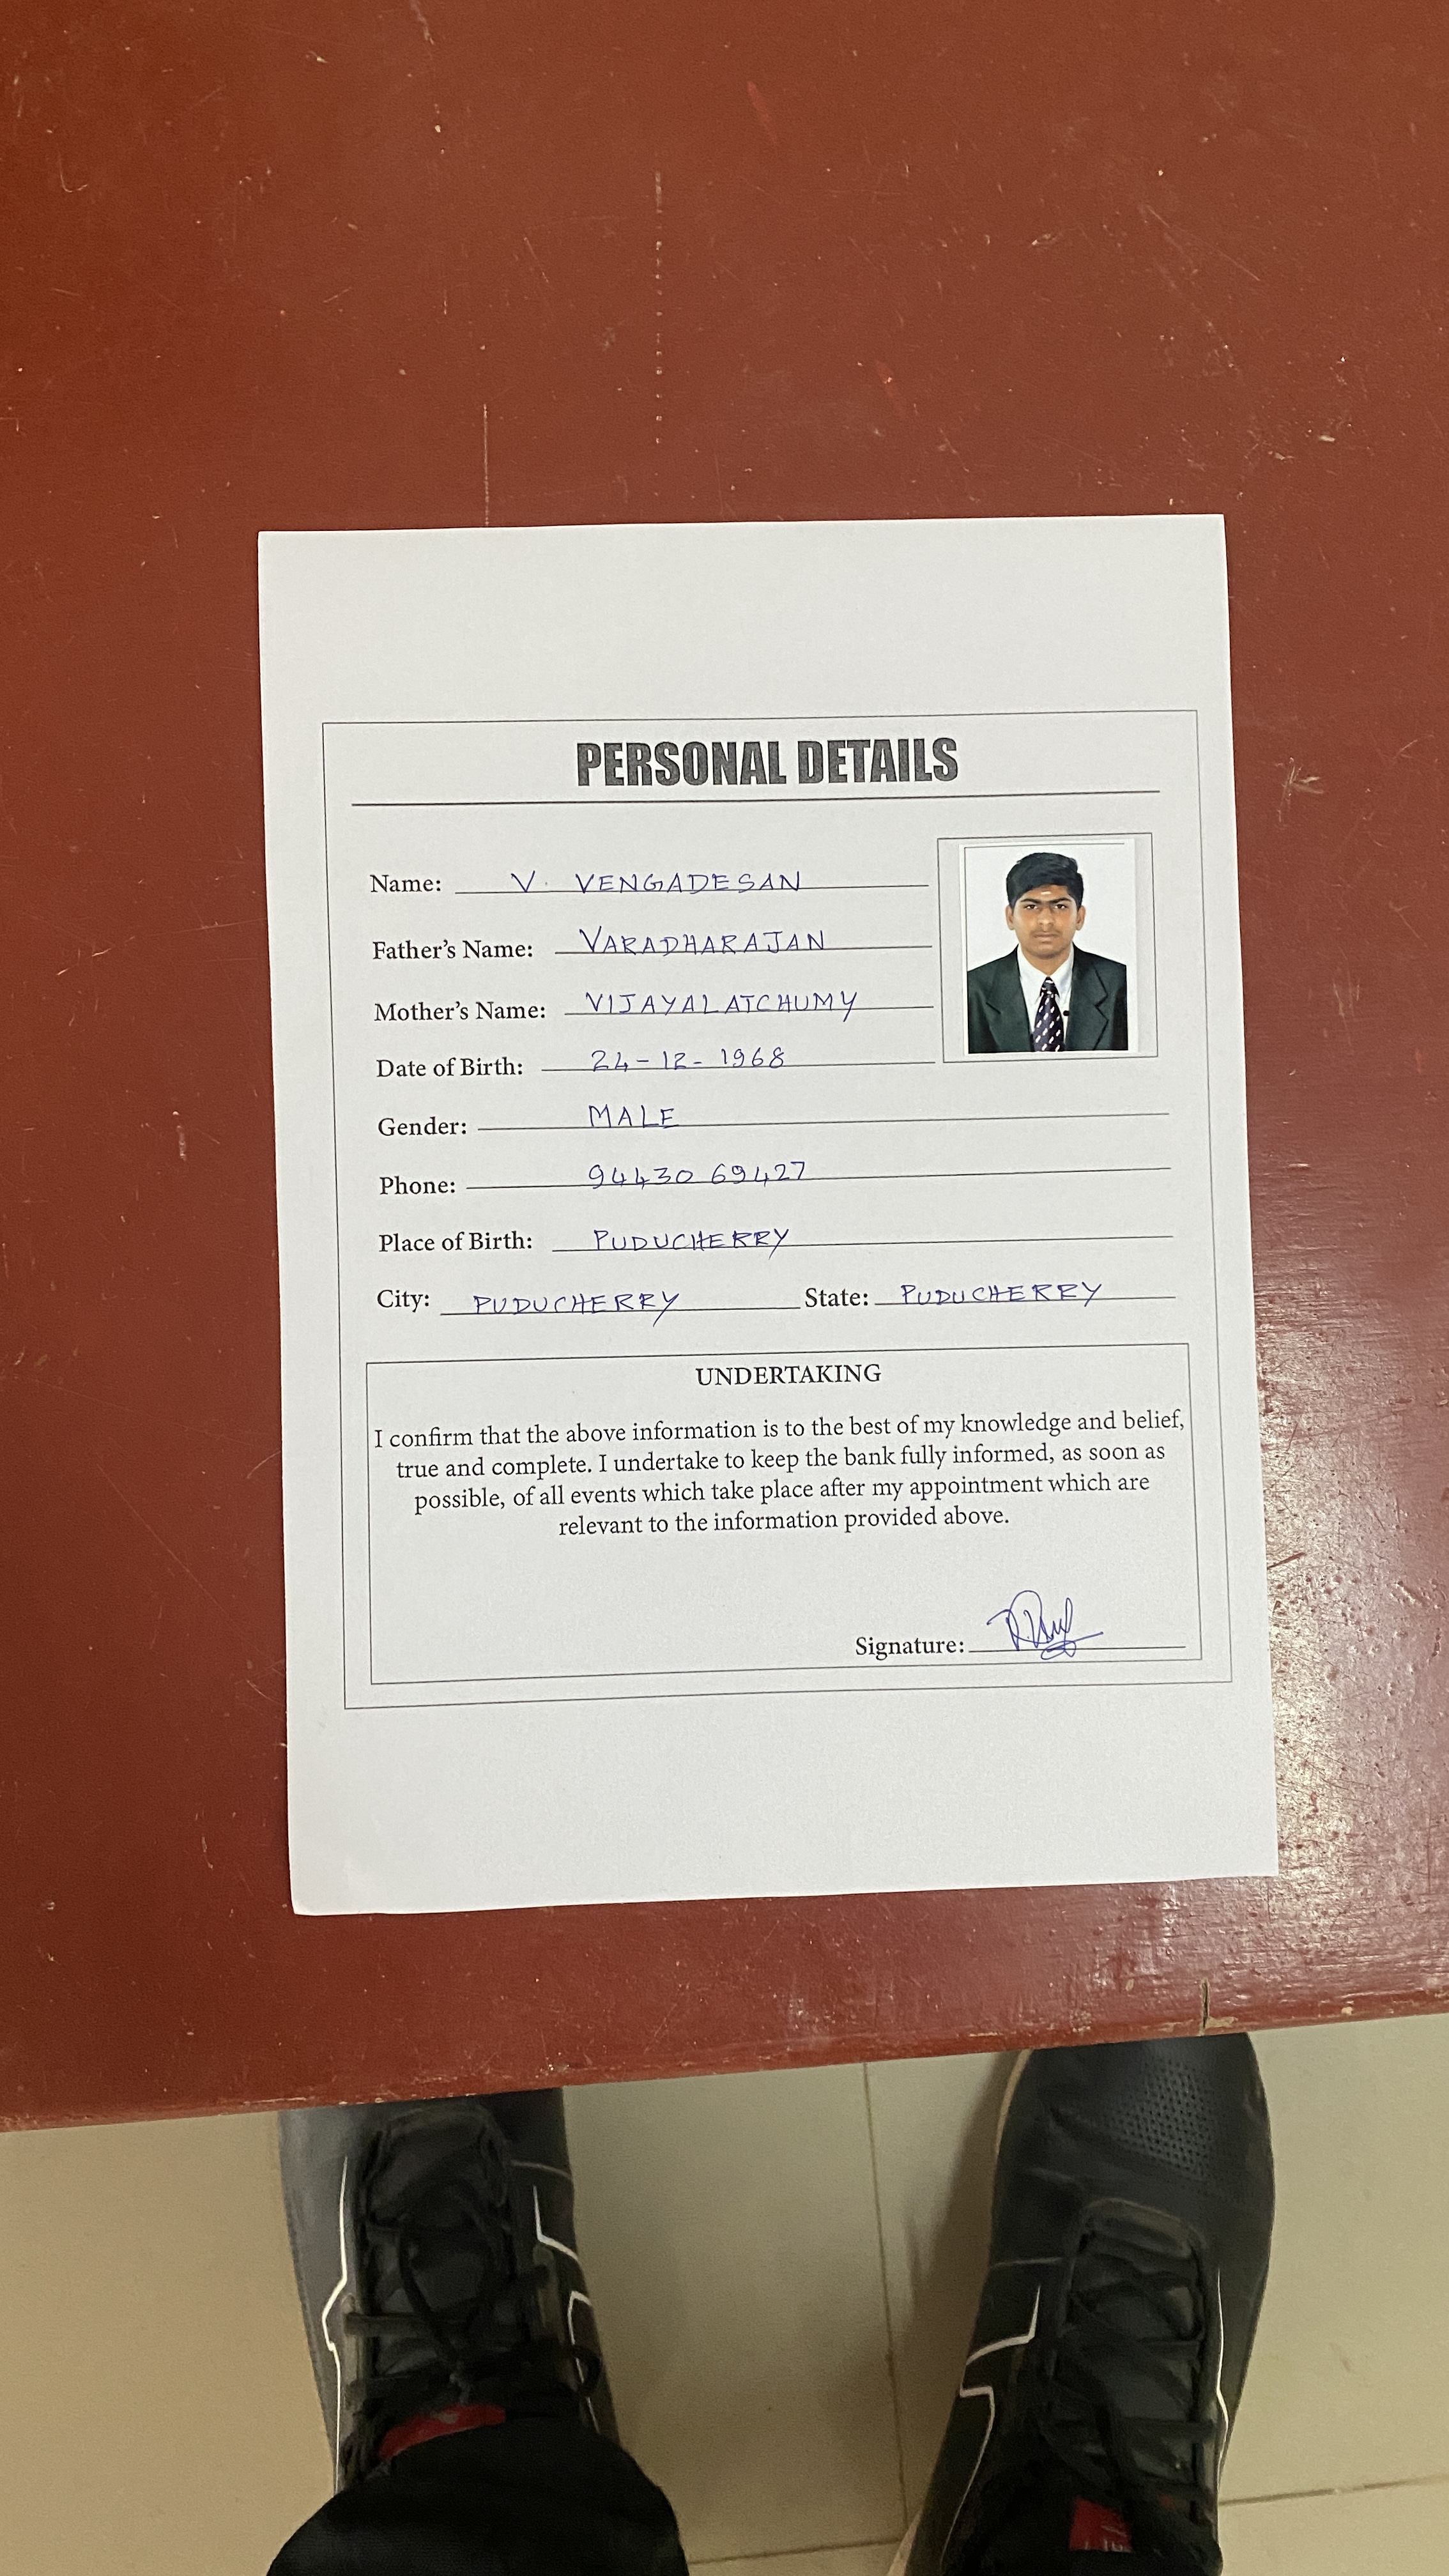 PERSONAL DETAILS
Name: V. VENGADESAN
Father's Name: VARADHARAJAN
Mother's Name: VIJAYALATCHUMY
Date of Birth: 24-12-1968
Gender: MALE
Phone: 94430 69427
Place of Birth: PUDUCHERRY
City: PUDUCHERRY State: PUDUCHERRY
UNDERTAKING
I confirm that the above information is to the best of my knowledge and belief,
true and complete. I undertake to keep the bank fully informed, as soon as
possible, of all events which take place after my appointment which are
relevant to the information provided above.
Signature: